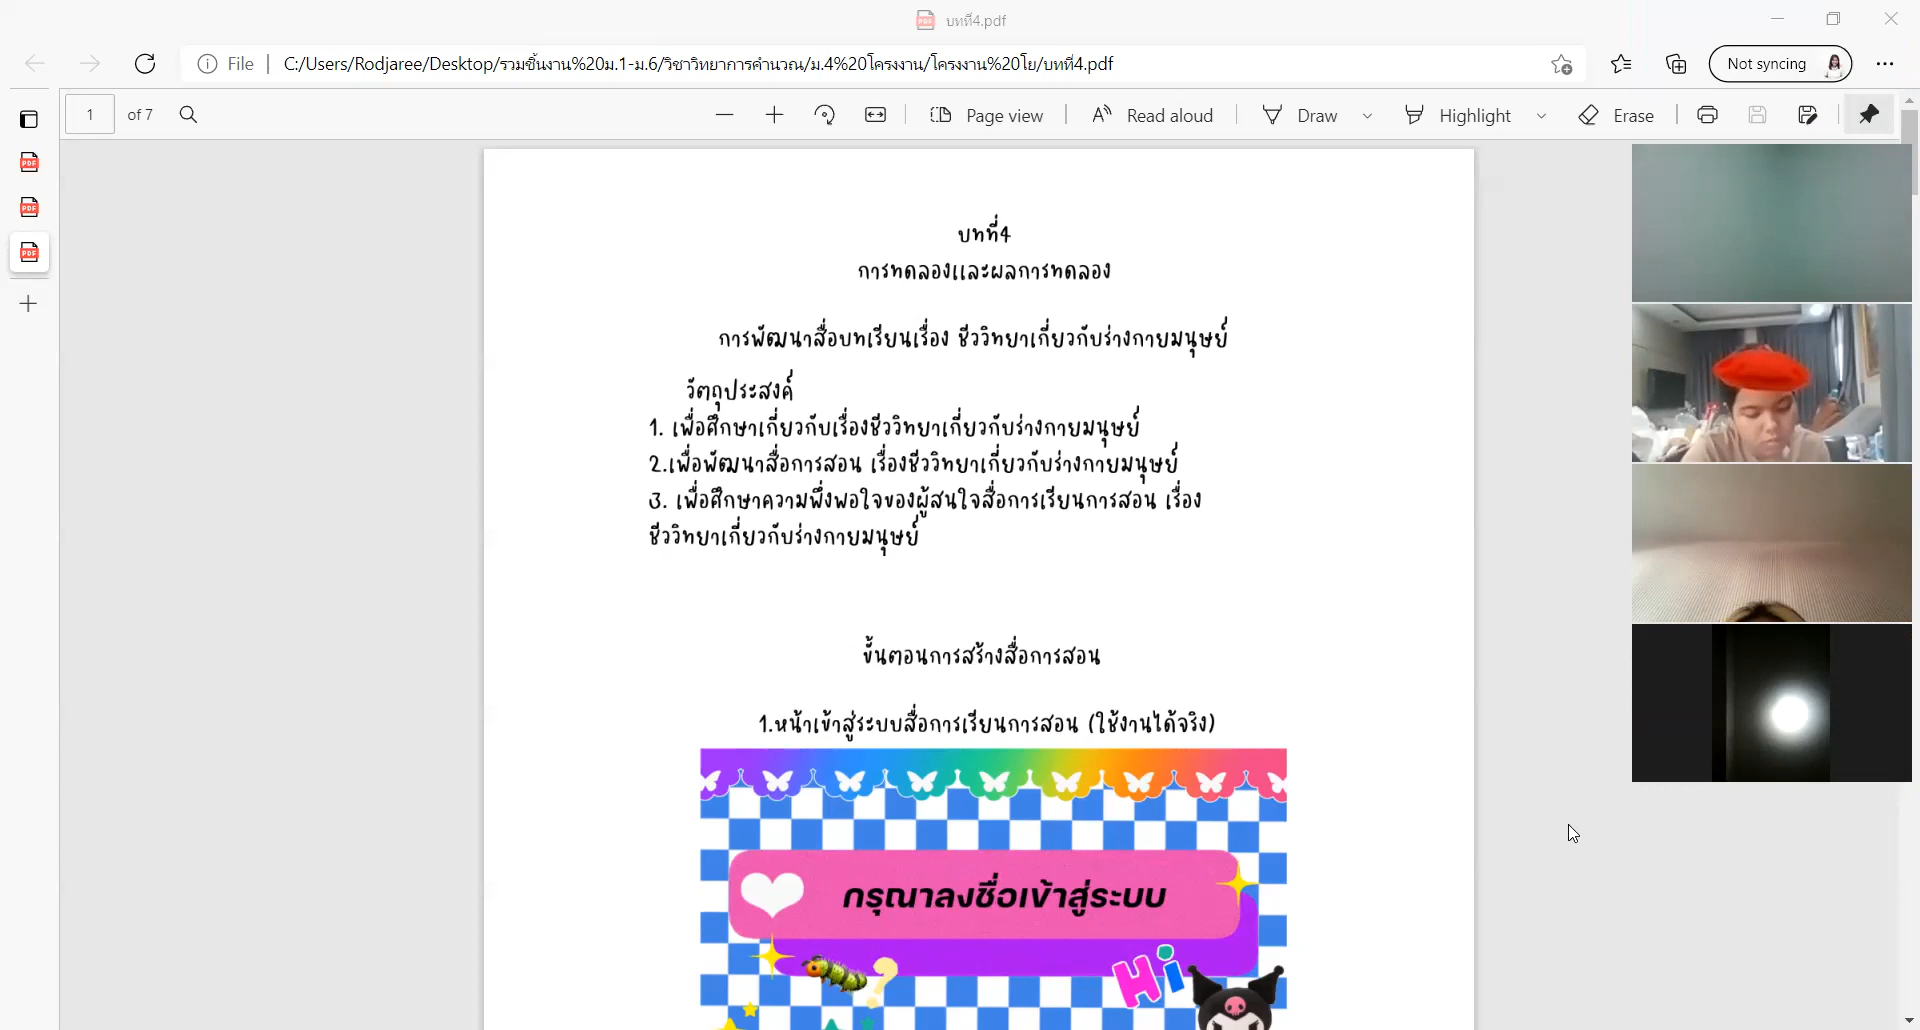 บทที่4.pdf
File
C:/Users/Rodjaree/Desktop/รวมชิ้นงาน%20ม.1-ม.6/วิชาวิทยาการคำนวณ/ม.4%20โครงงาน/โครงงาน%20โย/บทที่4.pdf
Not syncing
1 of 7
Page view
Read aloud
Draw
Highlight
Erase
บทที่4
การทดลองและผลการทดลอง
การพัฒนาสื่อบทเรียนเรื่อง ชีววิทยาเกี่ยวกับร่างกายมนุษย์
วัตถุประสงค์
1. เพื่อศึกษาเกี่ยวกับเรื่องชีววิทยาเกี่ยวกับร่างกายมนุษย์
2.เพื่อพัฒนาสื่อการสอน เรื่องชีววิทยาเกี่ยวกับร่างกายมนุษย์
3. เพื่อศึกษาความพึ่งพอใจของผู้สนใจสื่อการเรียนการสอน เรื่อง
ชีววิทยาเกี่ยวกับร่างกายมนุษย์
ขั้นตอนการสร้างสื่อการสอน
1.หน้าเข้าสู่ระบบสื่อการเรียนการสอน (ใช้งานได้จริง)
กรุณาลงชื่อเข้าสู่ระบบ
?
Hi